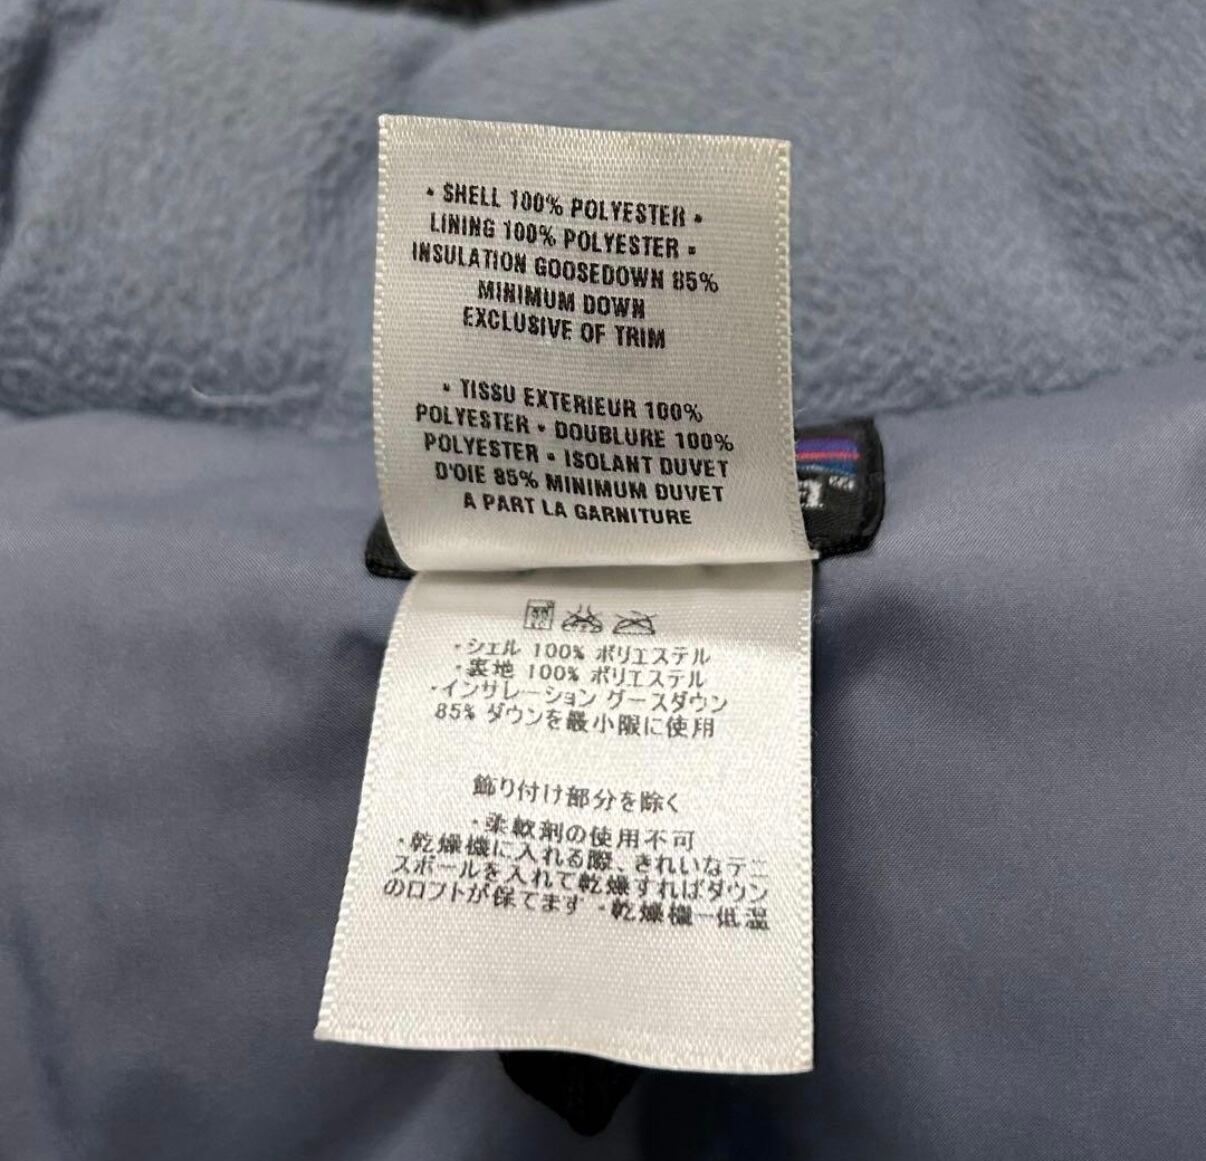 • SHELL 100% POLYESTER •
LINING 100% POLYESTER •
INSULATION GOOSEDOWN 85%
MINIMUM DOWN
EXCLUSIVE OF TRIM
• TISSU EXTERIEUR 100%
POLYESTER • DOUBLURE 100%
POLYESTER • ISOLANT DUVET
D'OIE 85% MINIMUM DUVET
A PART LA GARNITURE
・シェル 100% ポリエステル
・裏地 100% ポリエステル
・インサレーション グースダウン
85% ダウンを最小限に使用
飾り付け部分を除く
・柔軟剤の使用不可
・乾燥機に入れる際、きれいなテニ
スボールを入れて乾燥すればダウン
のロフトが保てます ・乾燥機ー低温